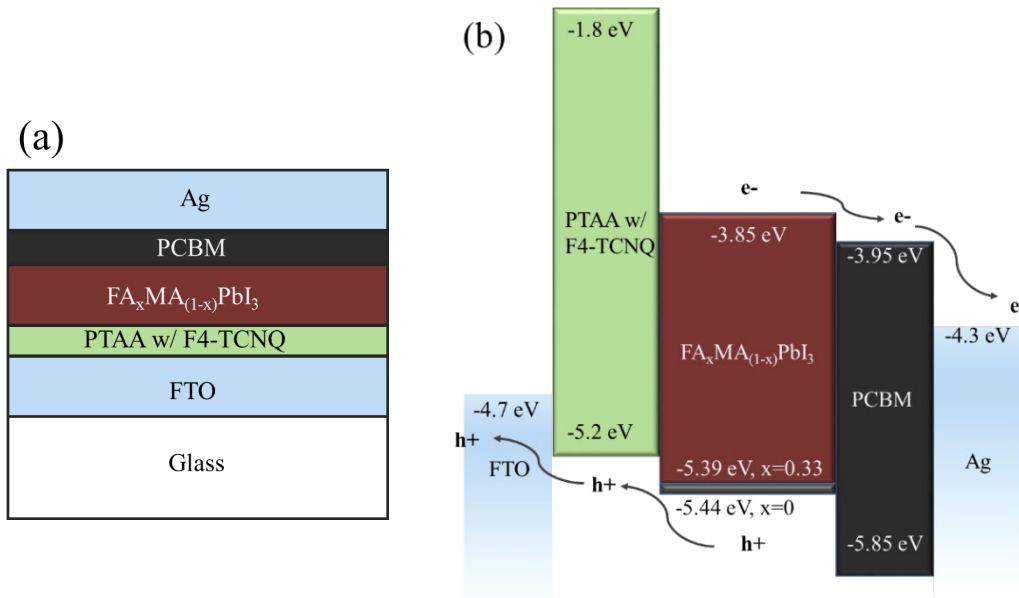 (a)
Ag
PCBM
FAₓMA₍₁₋ₓ₎PbI₃
PTAA w/ F4-TCNQ
FTO
Glass
(b)
-1.8 eV
PTAA w/
F4-TCNQ
-5.2 eV
-4.7 eV
h+
FTO
h+
h+
e-
-3.85 eV
FAₓMA₍₁₋ₓ₎PbI₃
-5.39 eV, x=0.33
-5.44 eV, x=0
e-
-3.95 eV
PCBM
-5.85 eV
e
-4.3 eV
Ag